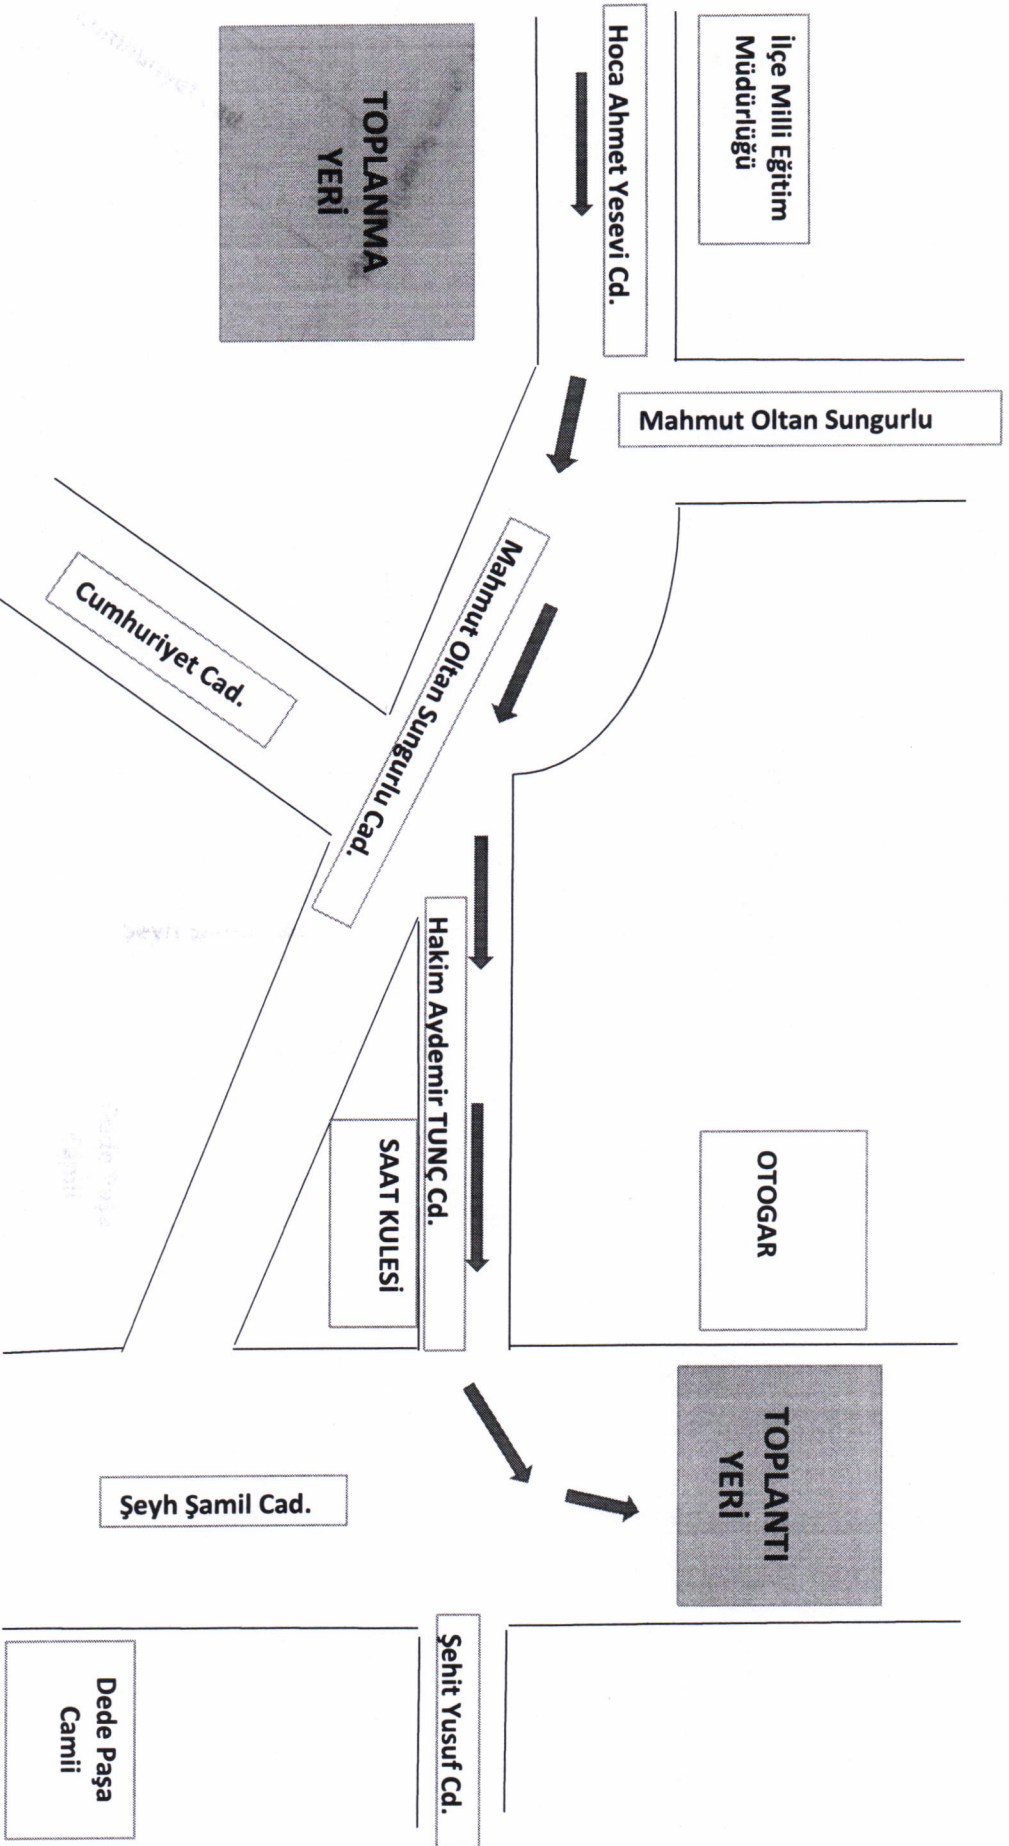 İlçe Milli Eğitim
Müdürlüğü
Hoca Ahmet Yesevi Cd.
TOPLANMA
YERİ
Mahmut Oltan Sungurlu
Mahmut Oltan Sungurlu Cad.
Cumhuriyet Cad.
Hakim Aydemir TUNÇ Cd.
SAAT KULESİ
OTOGAR
TOPLANTI
YERİ
Şeyh Şamil Cad.
Şehit Yusuf Cd.
Dede Paşa
Camii